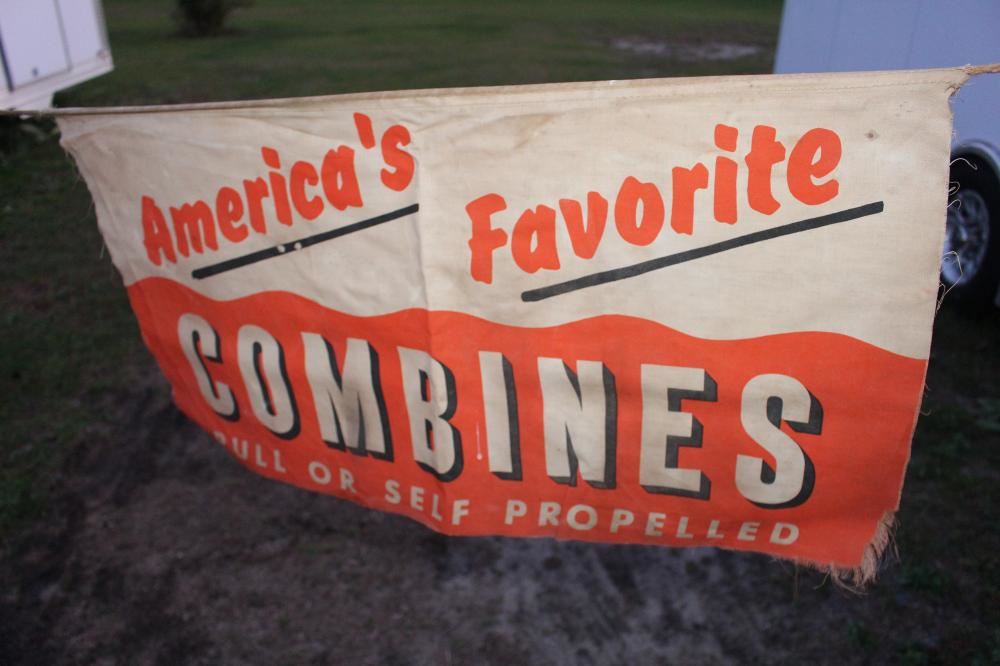 America's Favorite
COMBINES
PULL OR SELF PROPELLED